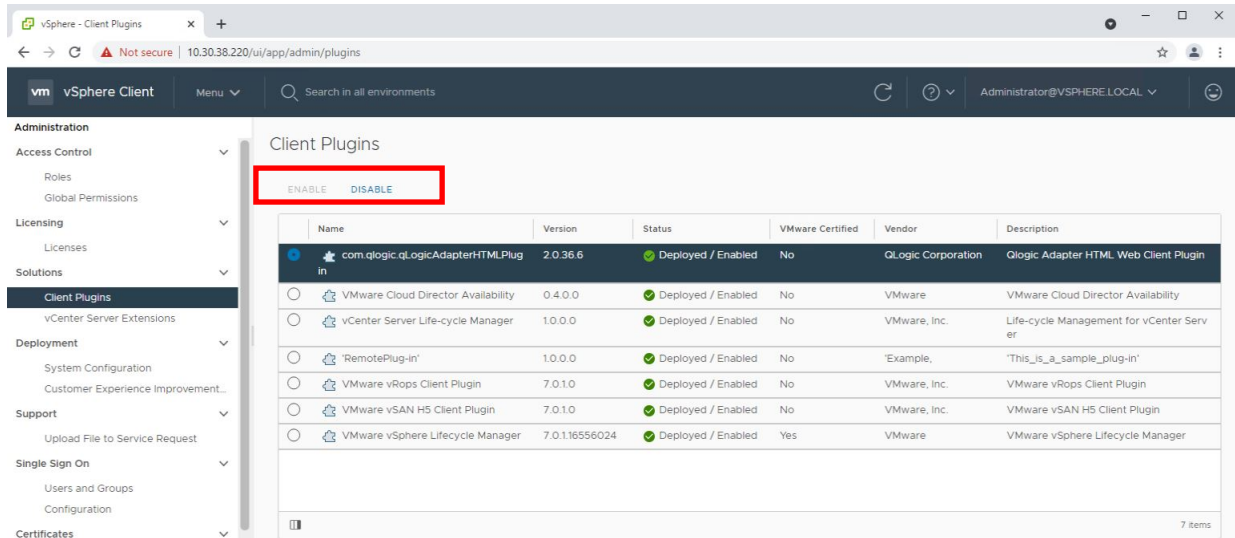 vSphere - Client Plugins
Not secure | 10.30.38.220/ui/app/admin/plugins
vm vSphere Client Menu Search in all environments Administrator@VSPHERE.LOCAL
Administration
Access Control
Roles
Global Permissions
Licensing
Licenses
Solutions
Client Plugins
vCenter Server Extensions
Deployment
System Configuration
Customer Experience Improvement...
Support
Upload File to Service Request
Single Sign On
Users and Groups
Configuration
Certificates
Client Plugins
ENABLE DISABLE
Name Version Status VMware Certified Vendor Description
com.qlogic.qLogicAdapterHTMLPlug 2.0.36.6 Deployed / Enabled No QLogic Corporation Qlogic Adapter HTML Web Client Plugin
in
VMware Cloud Director Availability 0.4.0.0 Deployed / Enabled No VMware VMware Cloud Director Availability
vCenter Server Life-cycle Manager 1.0.0.0 Deployed / Enabled No VMware, Inc. Life-cycle Management for vCenter Serv
er
'RemotePlug-in' 1.0.0.0 Deployed / Enabled No 'Example, 'This_is_a_sample_plug-in'
VMware vRops Client Plugin 7.0.1.0 Deployed / Enabled No VMware, Inc. VMware vRops Client Plugin
VMware vSAN H5 Client Plugin 7.0.1.0 Deployed / Enabled No VMware, Inc. VMware vSAN H5 Client Plugin
VMware vSphere Lifecycle Manager 7.0.1.16556024 Deployed / Enabled Yes VMware VMware vSphere Lifecycle Manager
7 items